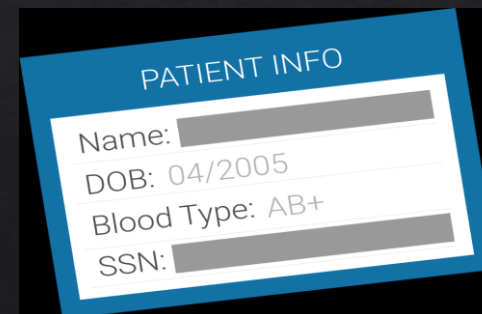 PATIENT INFO
Name:
DOB: 04/2005
Blood Type: AB+
SSN: